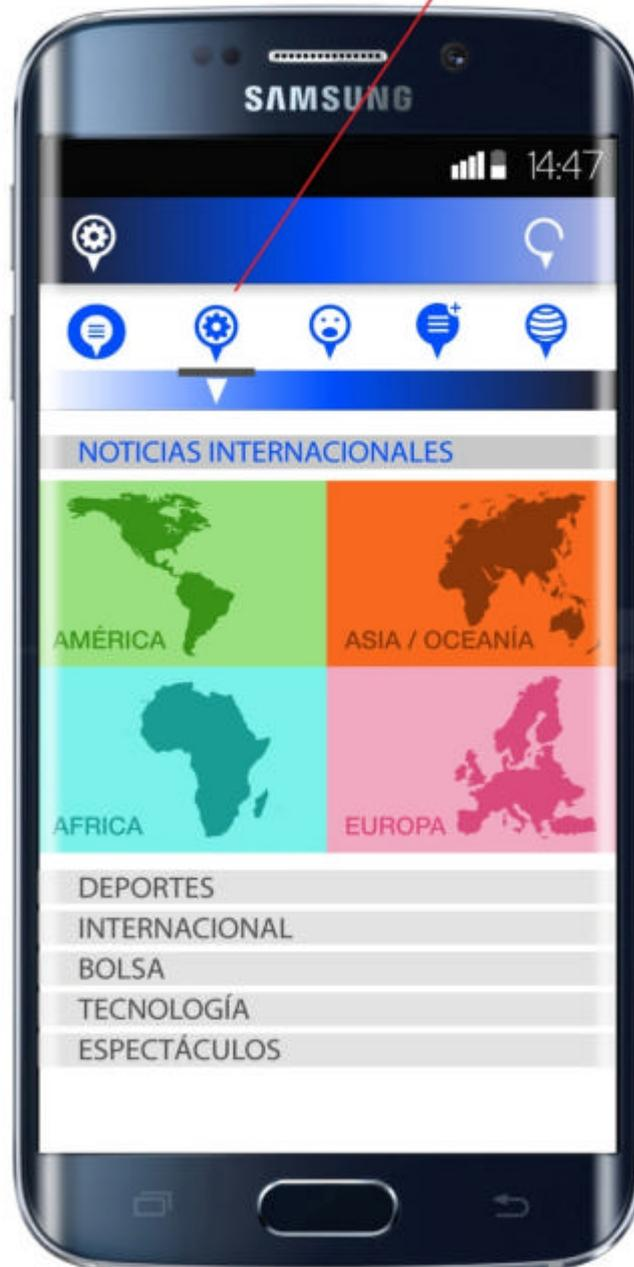 SAMSUNG
14:47
NOTICIAS INTERNACIONALES
AMÉRICA
ASIA / OCEANÍA
AFRICA
EUROPA
DEPORTES
INTERNACIONAL
BOLSA
TECNOLOGÍA
ESPECTÁCULOS